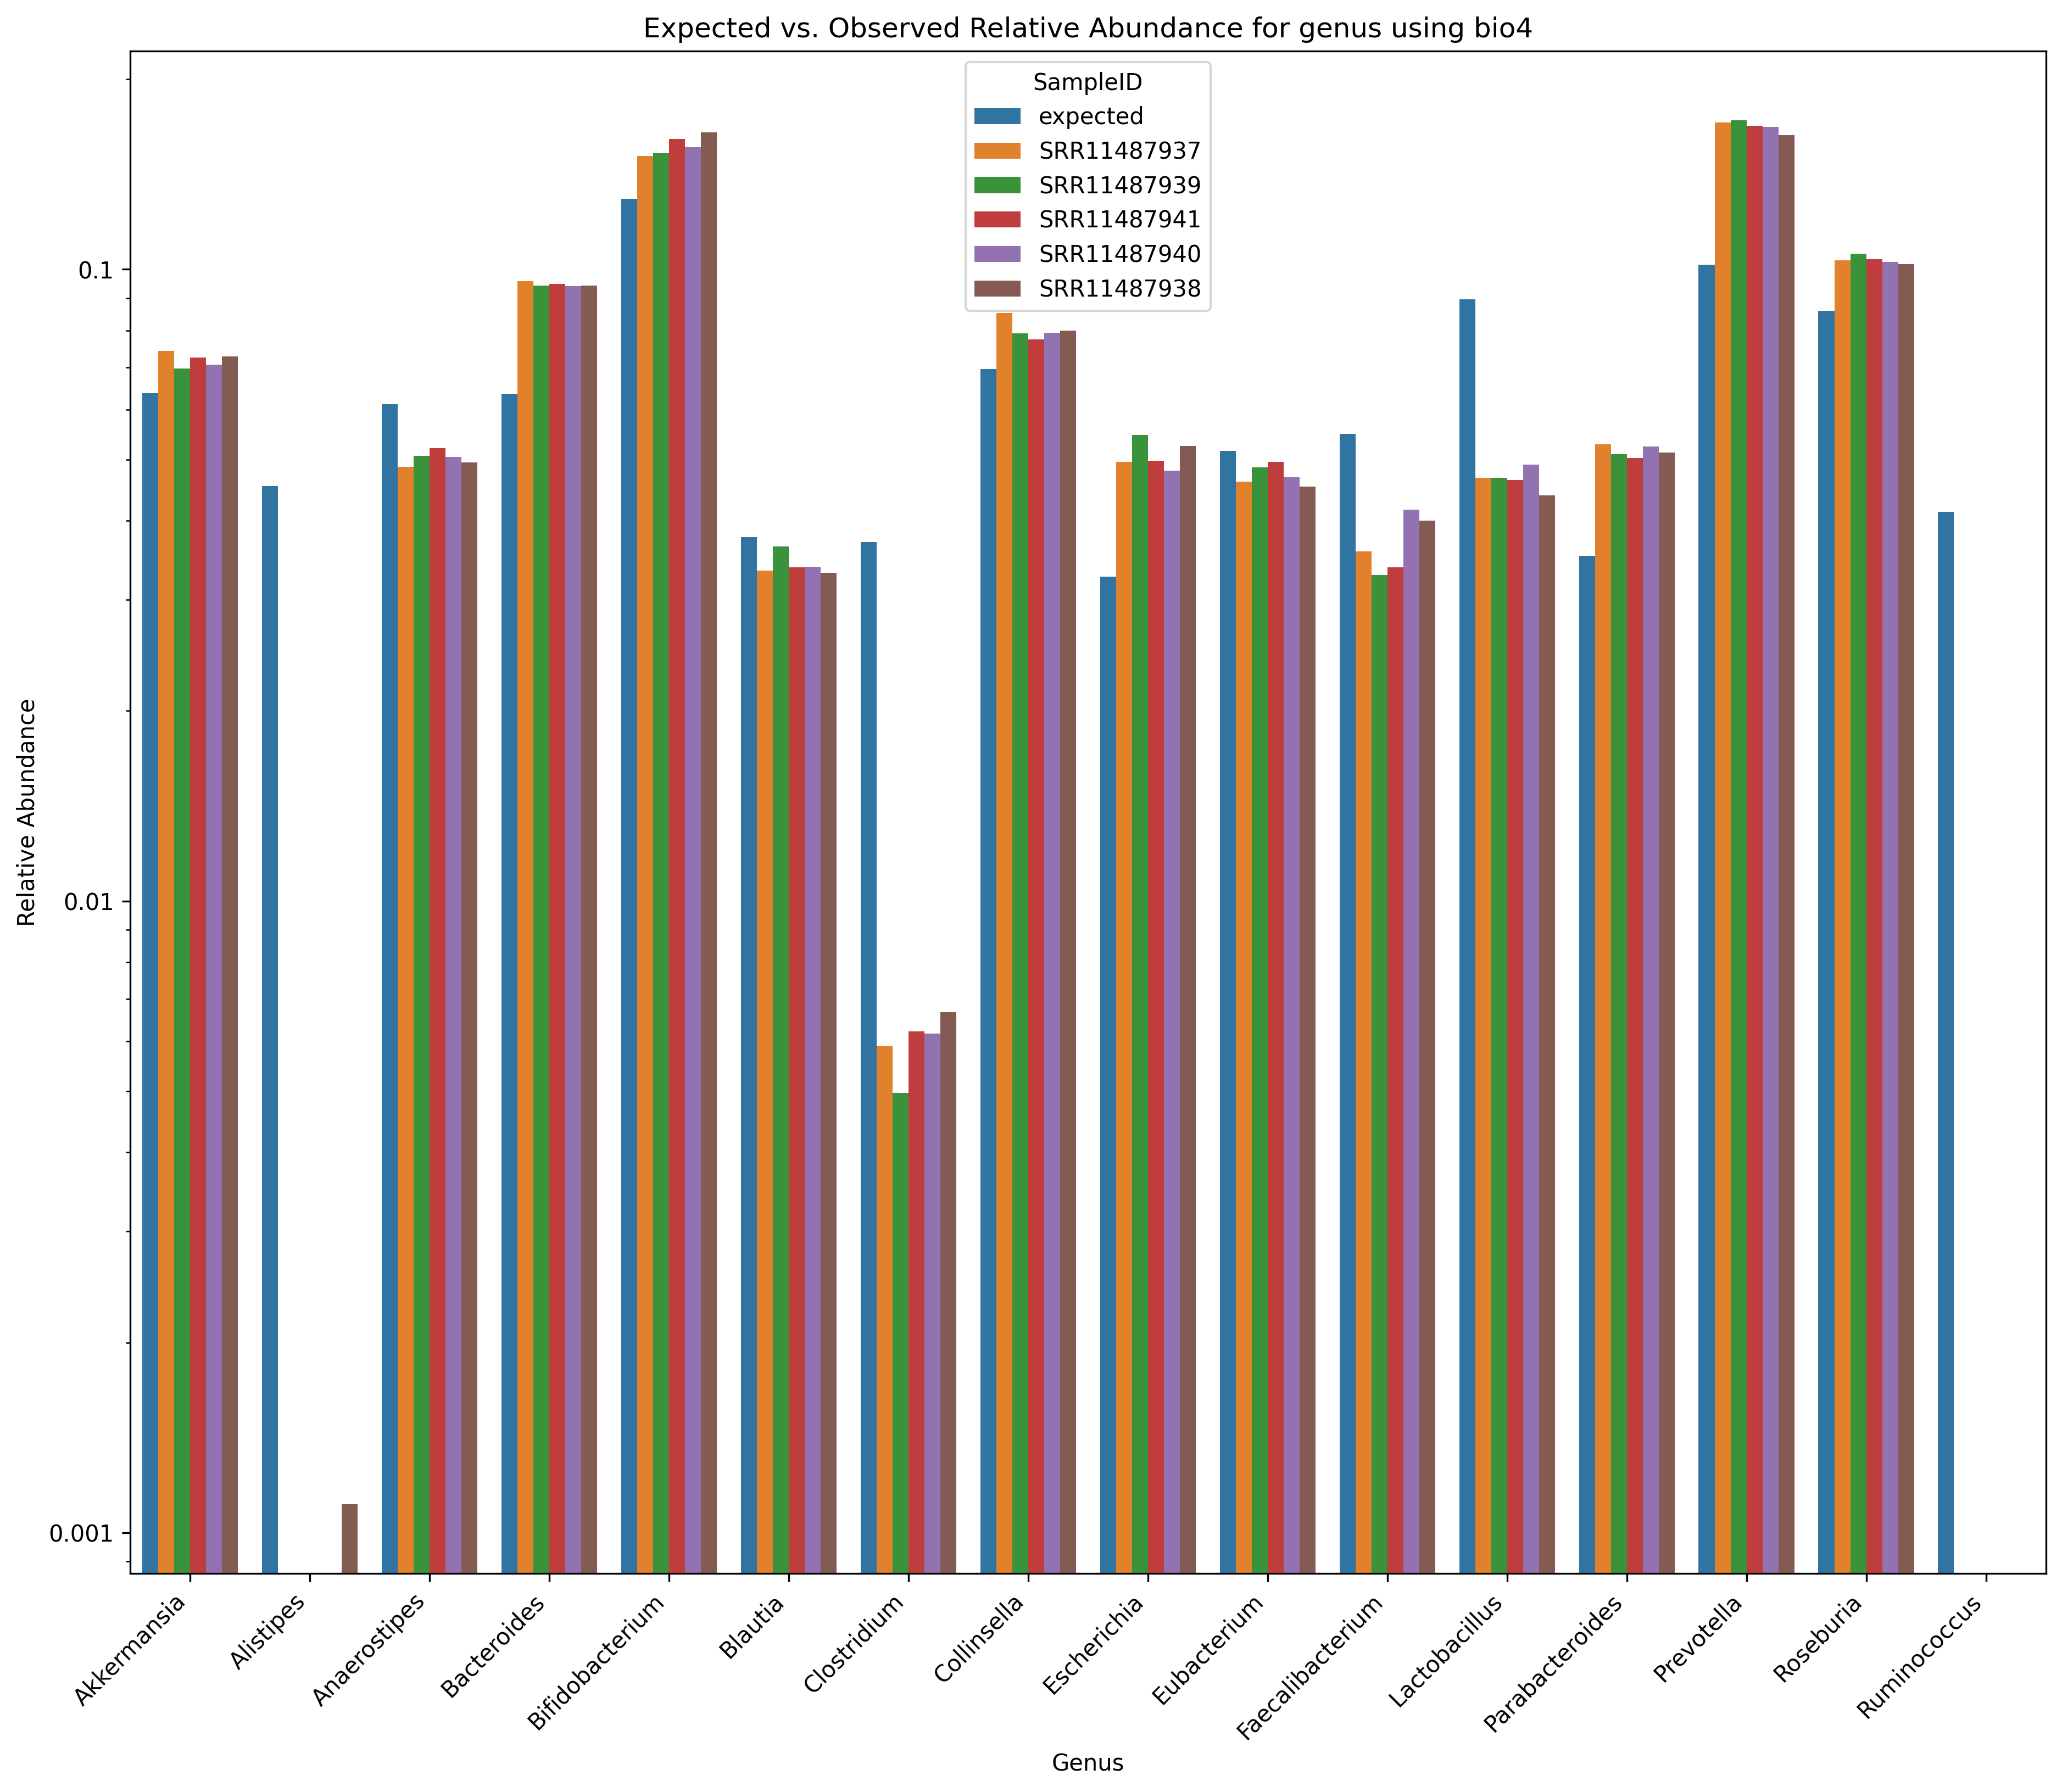 Expected vs. Observed Relative Abundance for genus using bio4
SampleID
expected
SRR11487937
SRR11487939
SRR11487941
SRR11487940
SRR11487938
Relative Abundance
0.1
0.01
0.001
Akkermansia
Alistipes
Anaerostipes
Bacteroides
Bifidobacterium
Blautia
Clostridium
Collinsella
Escherichia
Eubacterium
Faecalibacterium
Lactobacillus
Parabacteroides
Prevotella
Roseburia
Ruminococcus
Genus